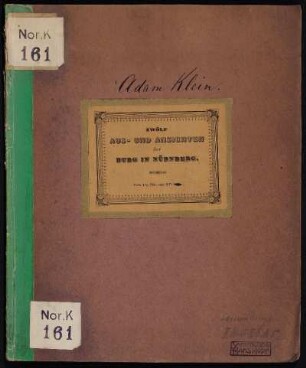 Nor.K
161
Adam Klein.
ZWÖLF
AUS- UND ANSICHTEN
der
BURG IN NÜRNBERG.
Nor.K
161